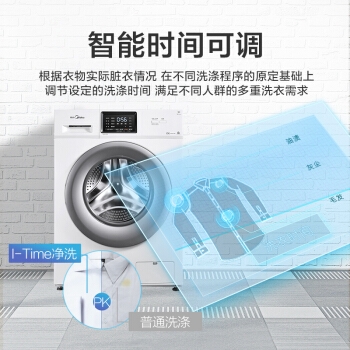 智能时间可调
根据衣物实际脏衣情况 在不同洗涤程序的原定基础上
调节设定的洗涤时间 满足不同人群的多重洗衣需求
0:56
油渍
灰尘
毛发
I-Time净洗
PK
普通洗涤